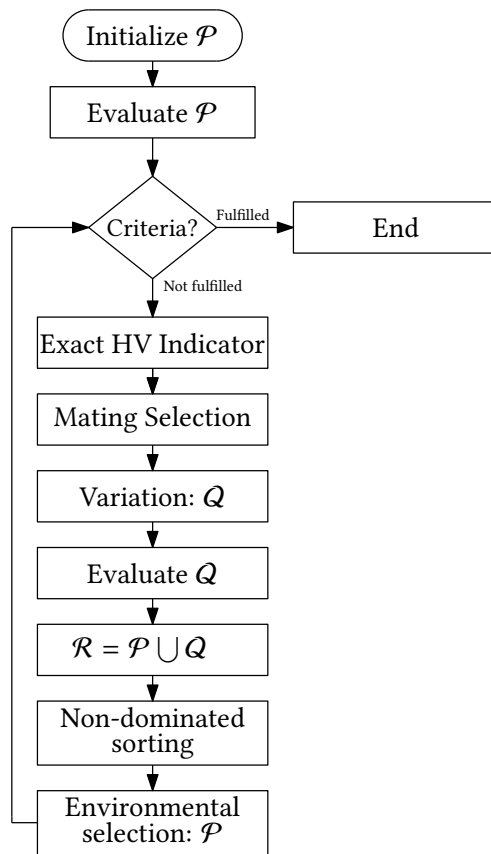 Initialize 𝒫
Evaluate 𝒫
Criteria?
Fulfilled
End
Not fulfilled
Exact HV Indicator
Mating Selection
Variation: 𝒬
Evaluate 𝒬
ℛ = 𝒫 ⋃ 𝒬
Non-dominated
sorting
Environmental
selection: 𝒫